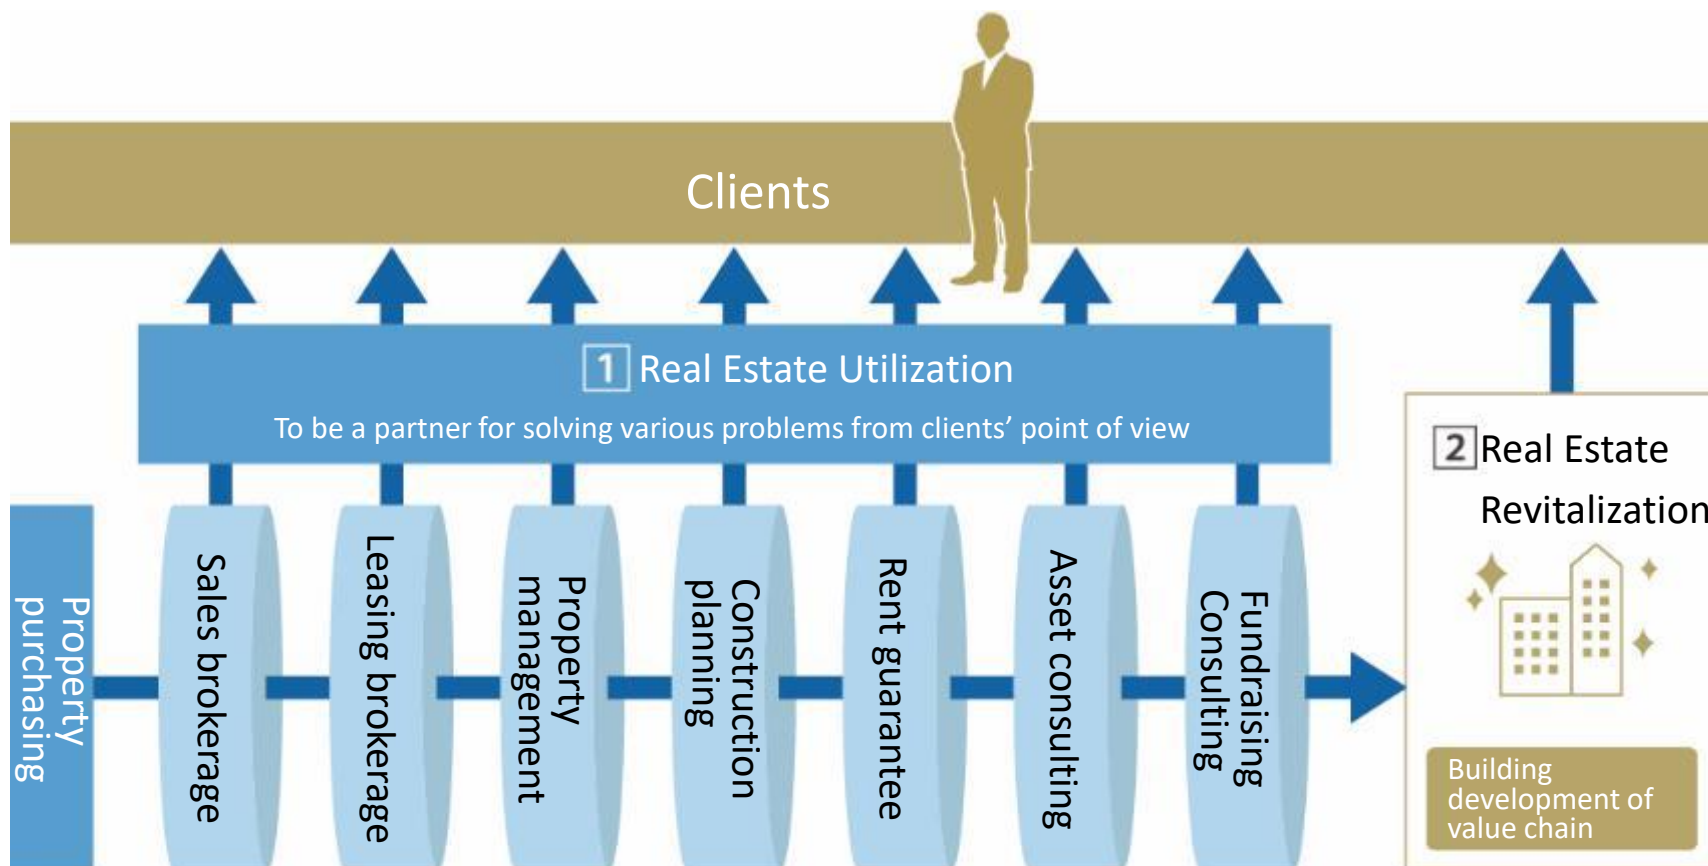 Clients
1 Real Estate Utilization
To be a partner for solving various problems from clients’ point of view
2 Real Estate
Revitalization
Property
purchasing
Sales brokerage
Leasing brokerage
Property
management
Construction
planning
Rent guarantee
Asset consulting
Fundraising
Consulting
Building
development of
value chain